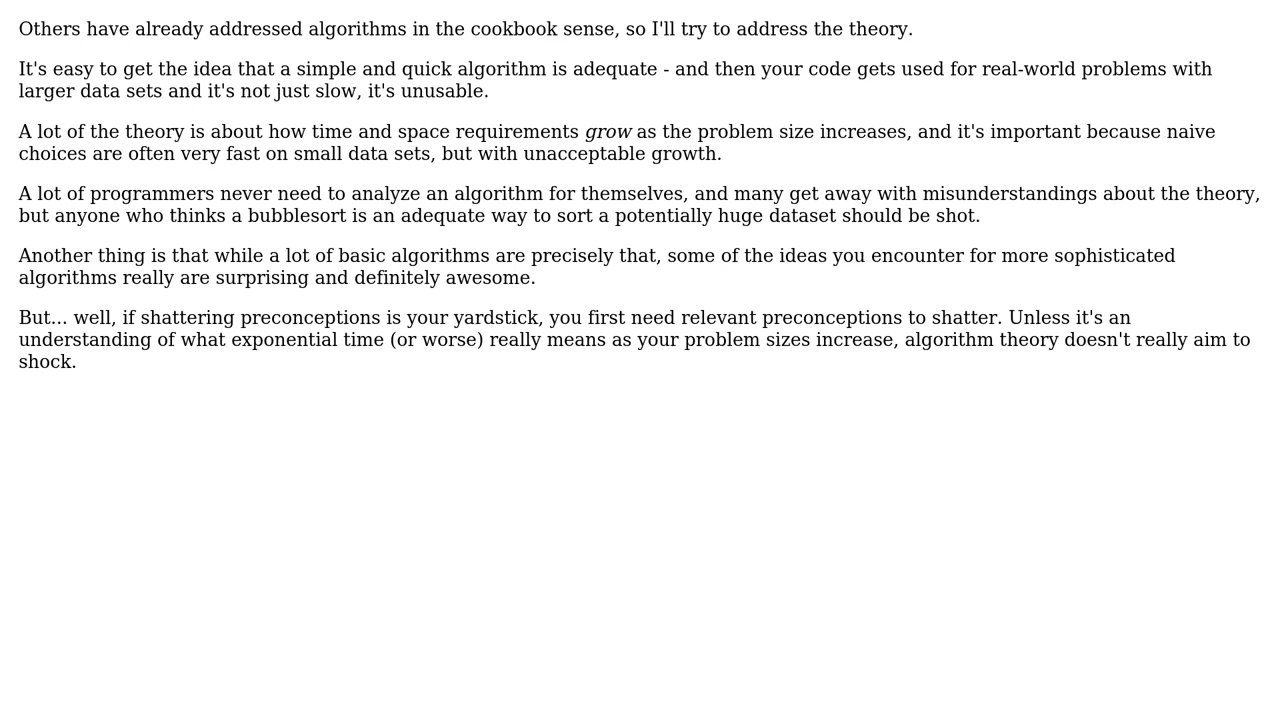 Others have already addressed algorithms in the cookbook sense, so I'll try to address the theory.
It's easy to get the idea that a simple and quick algorithm is adequate - and then your code gets used for real-world problems with
larger data sets and it's not just slow, it's unusable.
A lot of the theory is about how time and space requirements grow as the problem size increases, and it's important because naive
choices are often very fast on small data sets, but with unacceptable growth.
A lot of programmers never need to analyze an algorithm for themselves, and many get away with misunderstandings about the theory,
but anyone who thinks a bubblesort is an adequate way to sort a potentially huge dataset should be shot.
Another thing is that while a lot of basic algorithms are precisely that, some of the ideas you encounter for more sophisticated
algorithms really are surprising and definitely awesome.
But... well, if shattering preconceptions is your yardstick, you first need relevant preconceptions to shatter. Unless it's an
understanding of what exponential time (or worse) really means as your problem sizes increase, algorithm theory doesn't really aim to
shock.